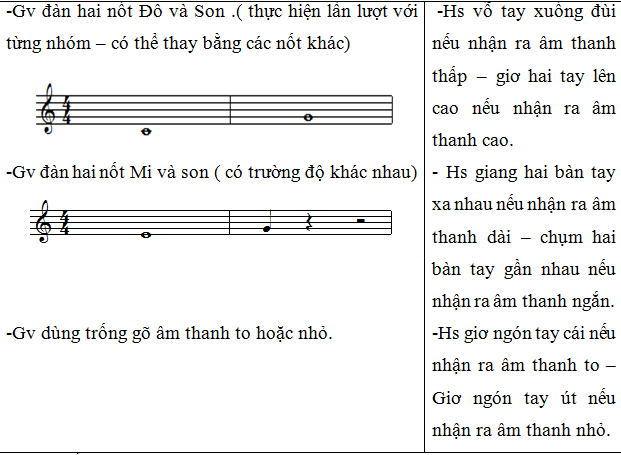 -Gv đàn hai nốt Đô và Son .( thực hiện lần lượt với
từng nhóm – có thể thay bằng các nốt khác)
-Gv đàn hai nốt Mi và son ( có trường độ khác nhau)
-Gv dùng trống gõ âm thanh to hoặc nhỏ.
-Hs vỗ tay xuông đùi
nếu nhận ra âm thanh
thấp – giơ hai tay lên
cao nếu nhận ra âm
thanh cao.
- Hs giang hai bàn tay
xa nhau nếu nhận ra âm
thanh dài – chụm hai
bàn tay gần nhau nếu
nhận ra âm thanh ngắn.
-Hs giơ ngón tay cái nếu
nhận ra âm thanh to –
Giơ ngón tay út nếu
nhận ra âm thanh nhỏ.